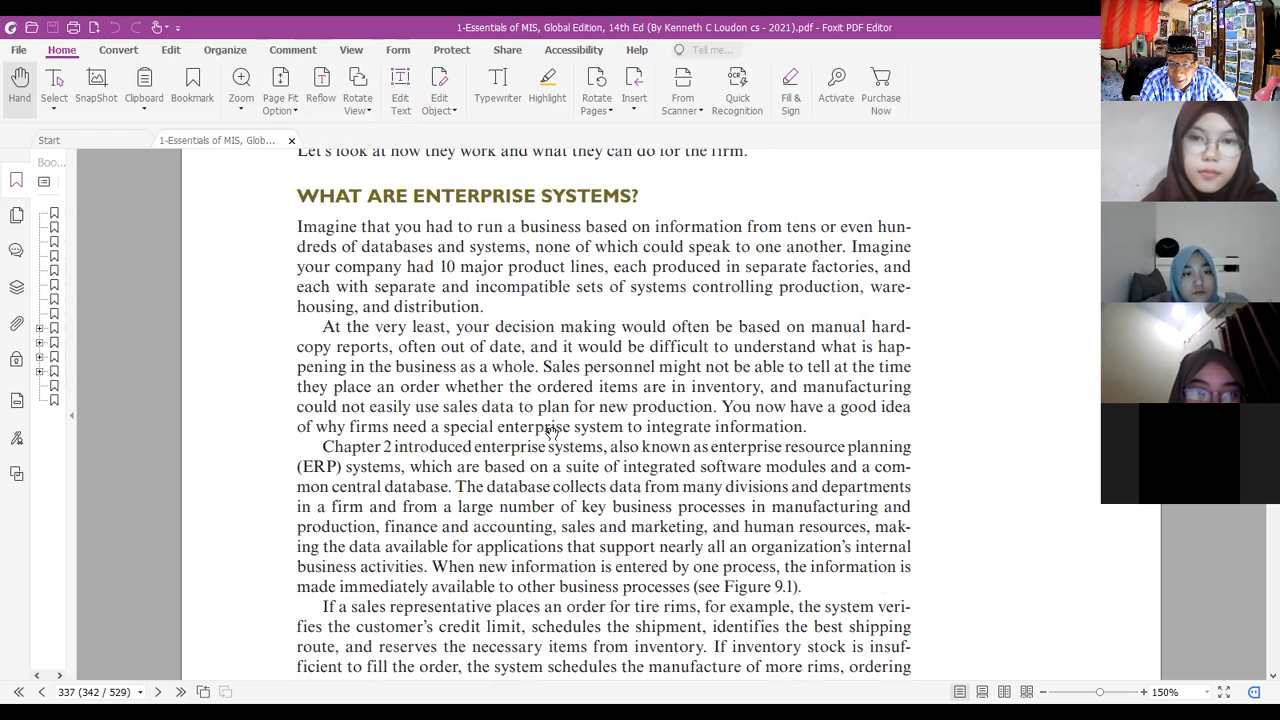 1-Essentials of MIS, Global Edition, 14th Ed (By Kenneth C Loudon cs - 2021).pdf - Foxit PDF Editor
File Home Convert Edit Organize Comment View Form Protect Share Accessibility Help Tell me...
Hand Select SnapShot Clipboard Bookmark Zoom Page Fit Option Reflow Rotate View Edit Text Edit Object Typewriter Highlight Rotate Pages Insert From Scanner OCR Quick Recognition Fill & Sign Activate Purchase Now
Start 1-Essentials of MIS, Glob...
Boo...
Let's look at how they work and what they can do for the firm.
WHAT ARE ENTERPRISE SYSTEMS?
Imagine that you had to run a business based on information from tens or even hun-
dreds of databases and systems, none of which could speak to one another. Imagine
your company had 10 major product lines, each produced in separate factories, and
each with separate and incompatible sets of systems controlling production, ware-
housing, and distribution.
At the very least, your decision making would often be based on manual hard-
copy reports, often out of date, and it would be difficult to understand what is hap-
pening in the business as a whole. Sales personnel might not be able to tell at the time
they place an order whether the ordered items are in inventory, and manufacturing
could not easily use sales data to plan for new production. You now have a good idea
of why firms need a special enterprise system to integrate information.
Chapter 2 introduced enterprise systems, also known as enterprise resource planning
(ERP) systems, which are based on a suite of integrated software modules and a com-
mon central database. The database collects data from many divisions and departments
in a firm and from a large number of key business processes in manufacturing and
production, finance and accounting, sales and marketing, and human resources, mak-
ing the data available for applications that support nearly all an organization's internal
business activities. When new information is entered by one process, the information is
made immediately available to other business processes (see Figure 9.1).
If a sales representative places an order for tire rims, for example, the system veri-
fies the customer's credit limit, schedules the shipment, identifies the best shipping
route, and reserves the necessary items from inventory. If inventory stock is insuf-
ficient to fill the order, the system schedules the manufacture of more rims, ordering
337 (342 / 529) 150%